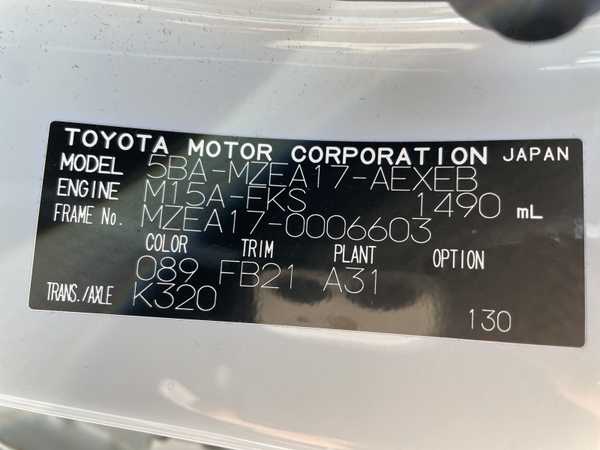 TOYOTA MOTOR CORPORATION JAPAN
MODEL 5BA-MZEA17-AEXEB
ENGINE M15A-FKS 1490 mL
FRAME No. MZEA17-0006603
COLOR TRIM PLANT OPTION
089 FB21 A31
TRANS./AXLE K320
130